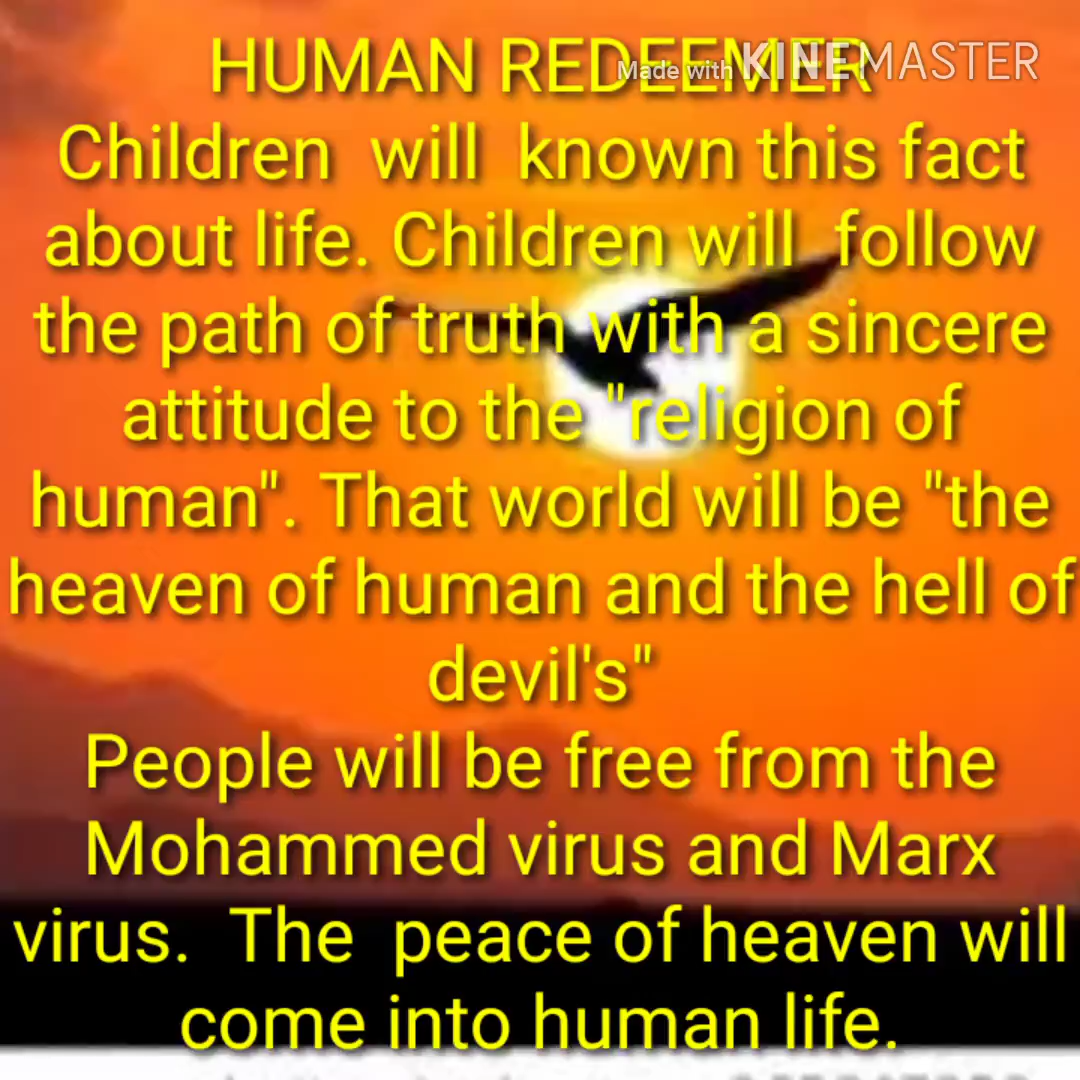 HUMAN REDEEMER
Made with KINEMASTER
Children will known this fact
about life. Children will follow
the path of truth with a sincere
attitude to the "religion of
human". That world will be "the
heaven of human and the hell of
devil's"
People will be free from the
Mohammed virus and Marx
virus. The peace of heaven will
come into human life.